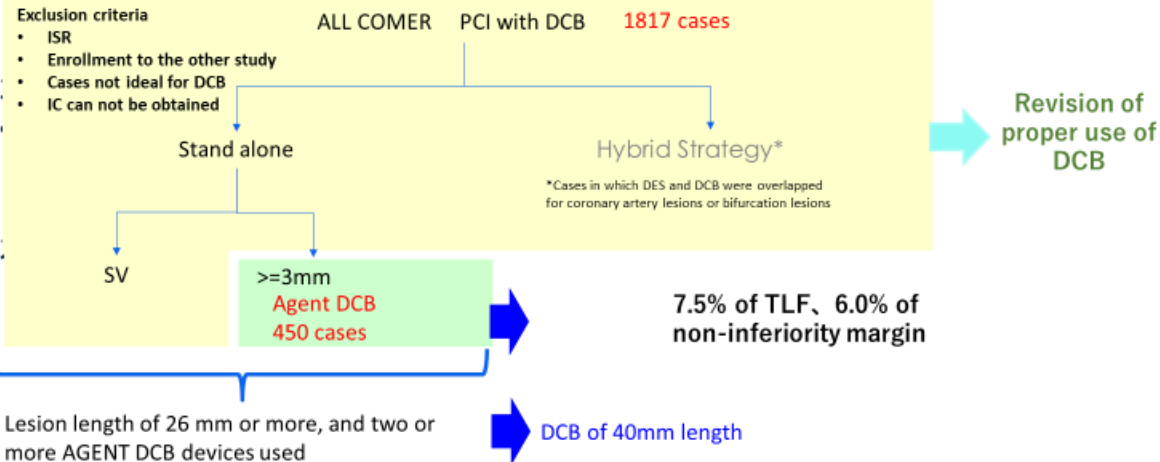 Exclusion criteria
• ISR
• Enrollment to the other study
• Cases not ideal for DCB
• IC can not be obtained
ALL COMER PCI with DCB 1817 cases
Stand alone
Hybrid Strategy*
*Cases in which DES and DCB were overlapped
for coronary artery lesions or bifurcation lesions
Revision of
proper use of
DCB
SV
>=3mm
Agent DCB
450 cases
7.5% of TLF、6.0% of
non-inferiority margin
Lesion length of 26 mm or more, and two or
more AGENT DCB devices used
DCB of 40mm length